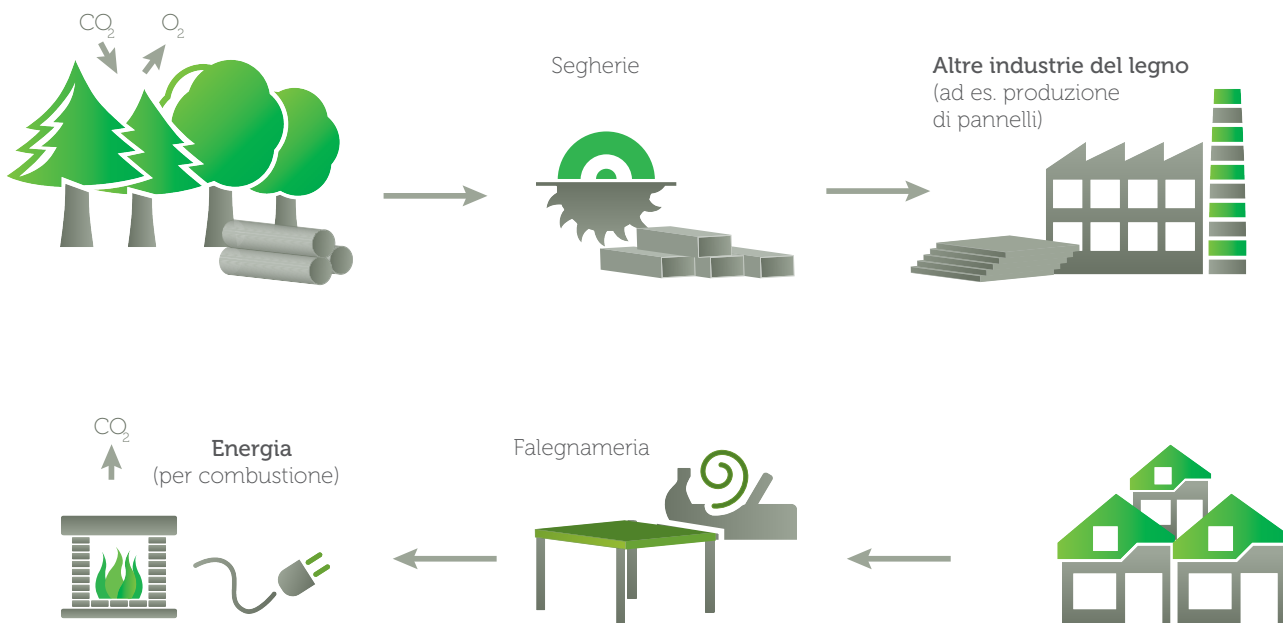 CO₂
O₂
Segherie
Altre industrie del legno
(ad es. produzione
di pannelli)
CO₂
Energia
(per combustione)
Falegnameria